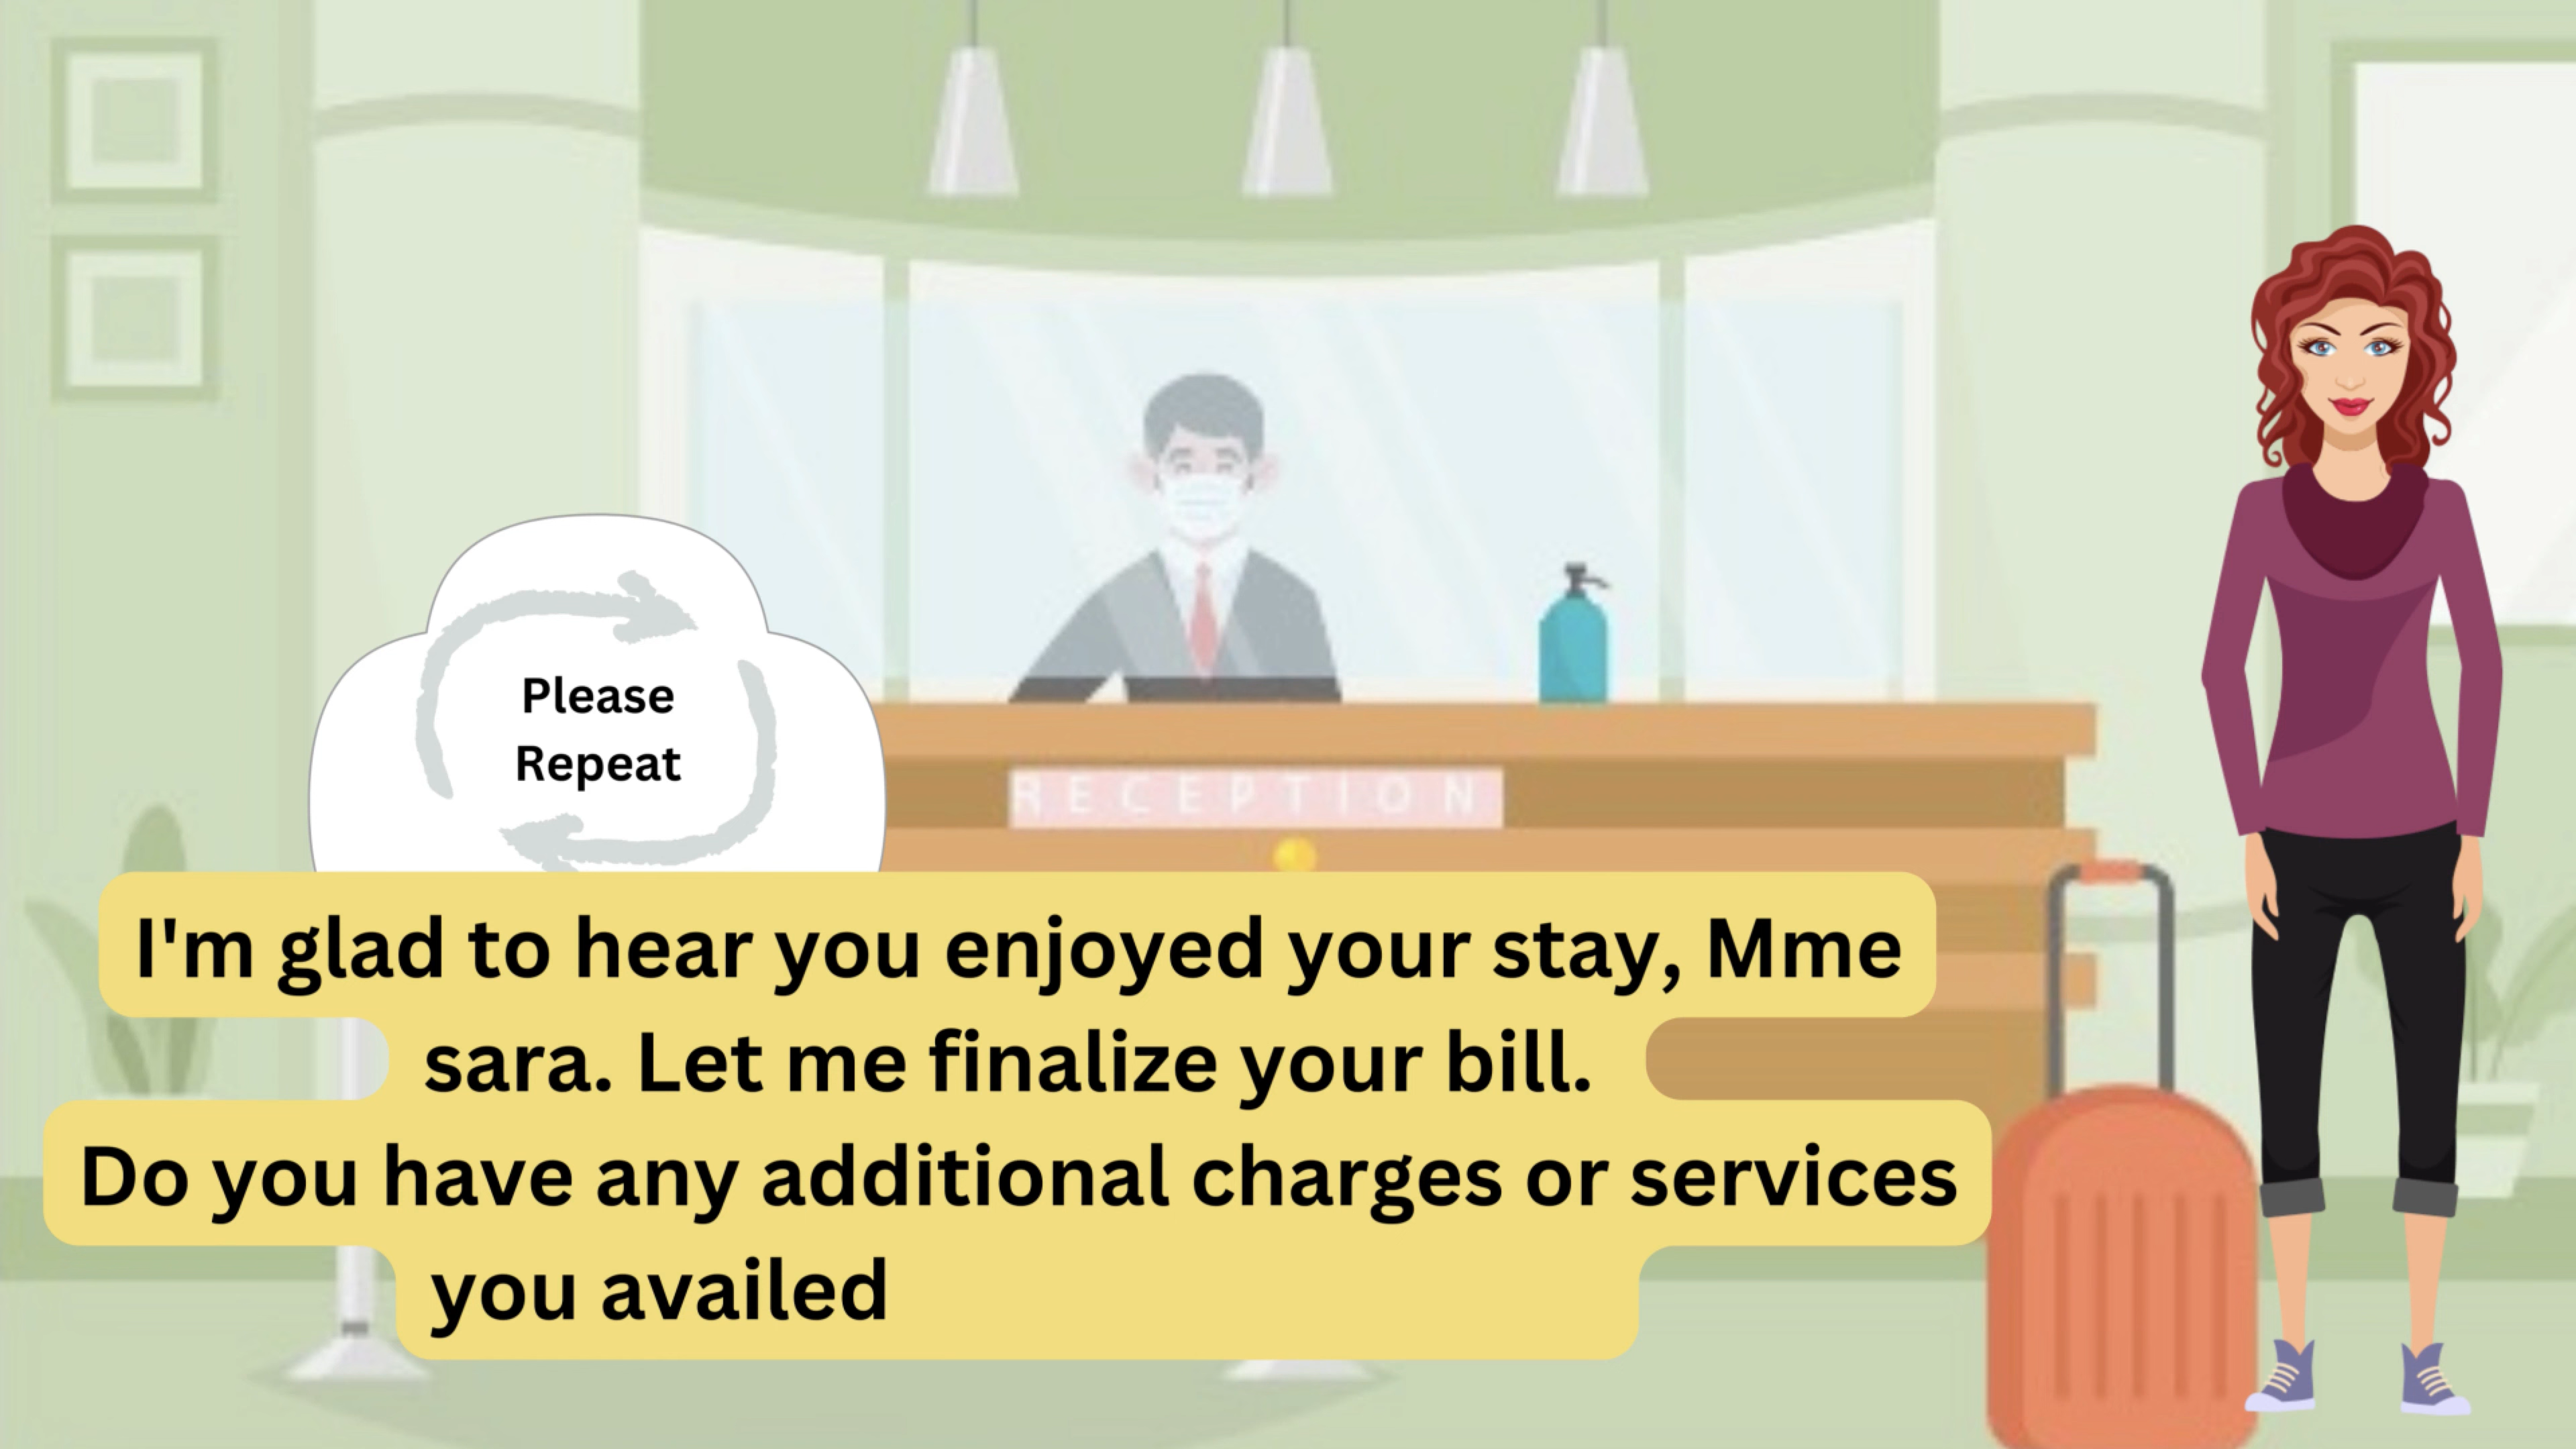 Please
Repeat
RECEPTION
I'm glad to hear you enjoyed your stay, Mme
sara. Let me finalize your bill.
Do you have any additional charges or services
you availed